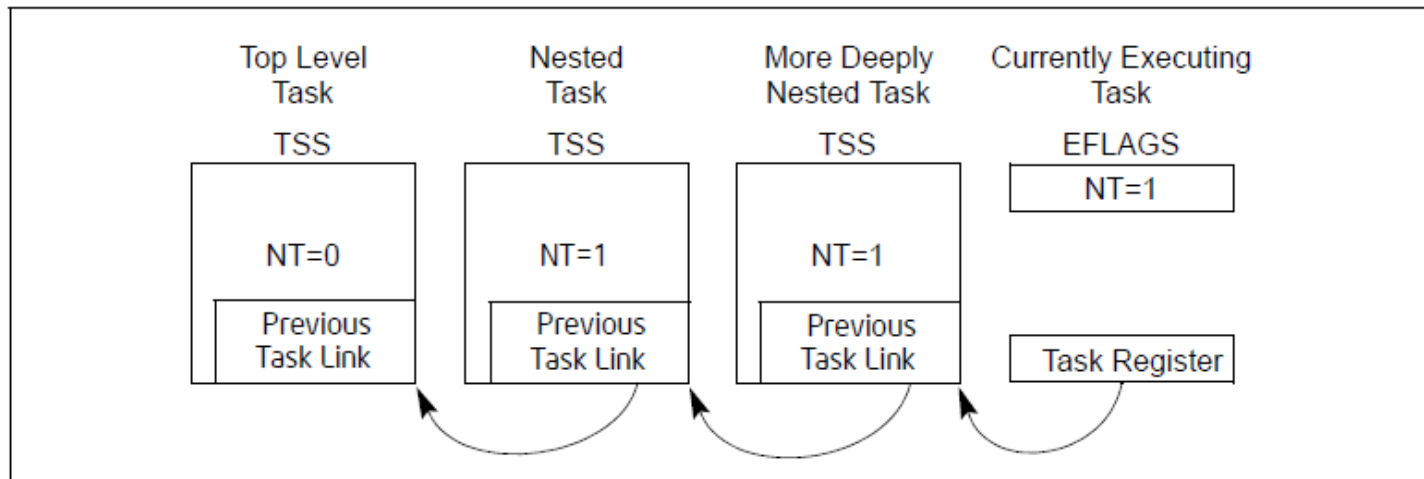 Top Level
Task
TSS
NT=0
Previous
Task Link
Nested
Task
TSS
NT=1
Previous
Task Link
More Deeply
Nested Task
TSS
NT=1
Previous
Task Link
Currently Executing
Task
EFLAGS
NT=1
Task Register